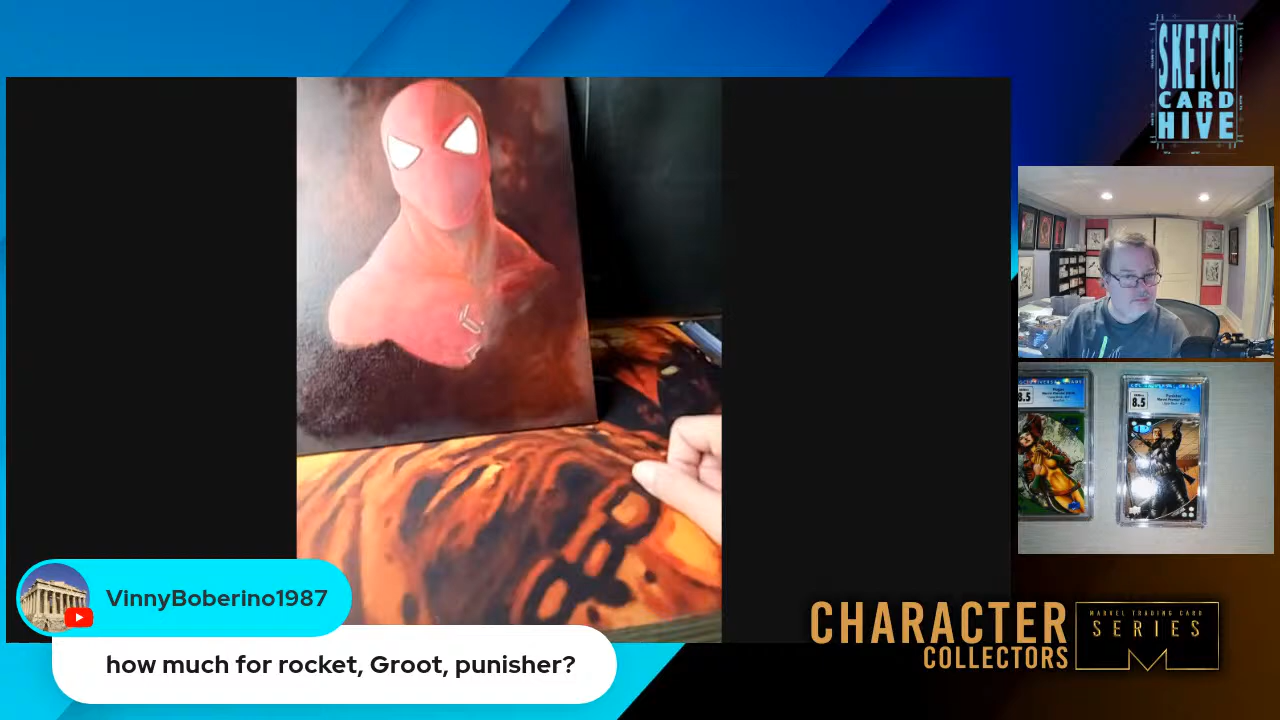 SKETCH
CARD
HIVE
8.5
8.5
VinnyBoberino1987
how much for rocket, Groot, punisher?
CHARACTER
COLLECTORS
MARVEL TRADING CARD
SERIES